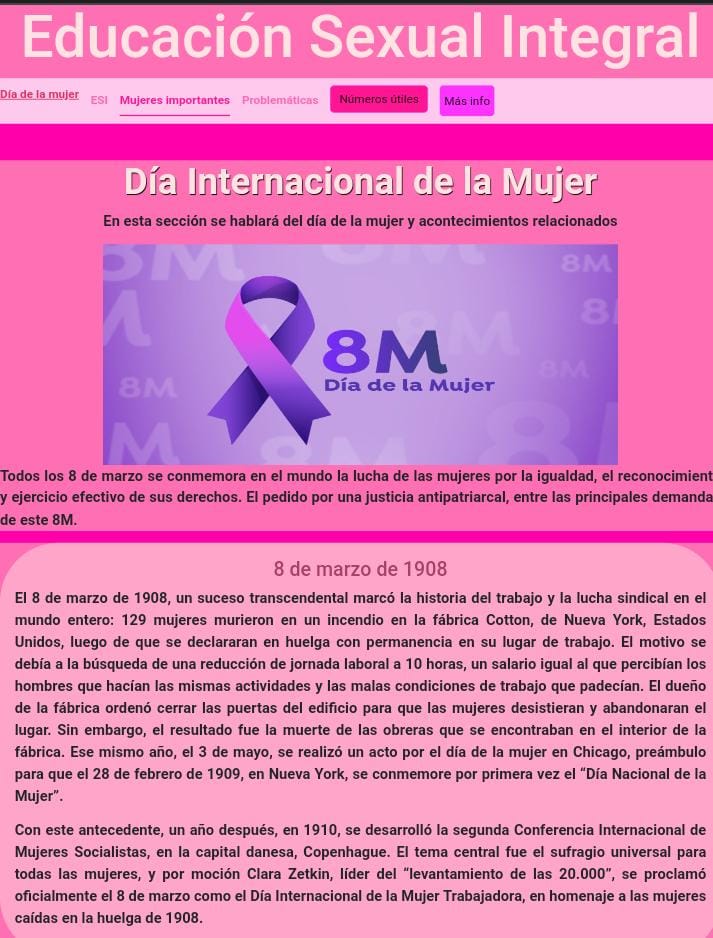 Educación Sexual Integral
Día de la mujer ESI Mujeres importantes Problemáticas Números útiles Más info
Día Internacional de la Mujer
En esta sección se hablará del día de la mujer y acontecimientos relacionados
8M
8M
8M
8M
8M
8M
8M
8M
Día de la Mujer
8M
8M
8M
8
Todos los 8 de marzo se conmemora en el mundo la lucha de las mujeres por la igualdad, el reconocimient
y ejercicio efectivo de sus derechos. El pedido por una justicia antipatriarcal, entre las principales demanda
de este 8M.
8 de marzo de 1908
El 8 de marzo de 1908, un suceso transcendental marcó la historia del trabajo y la lucha sindical en el
mundo entero: 129 mujeres murieron en un incendio en la fábrica Cotton, de Nueva York, Estados
Unidos, luego de que se declararan en huelga con permanencia en su lugar de trabajo. El motivo se
debía a la búsqueda de una reducción de jornada laboral a 10 horas, un salario igual al que percibían los
hombres que hacían las mismas actividades y las malas condiciones de trabajo que padecían. El dueño
de la fábrica ordenó cerrar las puertas del edificio para que las mujeres desistieran y abandonaran el
lugar. Sin embargo, el resultado fue la muerte de las obreras que se encontraban en el interior de la
fábrica. Ese mismo año, el 3 de mayo, se realizó un acto por el día de la mujer en Chicago, preámbulo
para que el 28 de febrero de 1909, en Nueva York, se conmemore por primera vez el “Día Nacional de la
Mujer”.
Con este antecedente, un año después, en 1910, se desarrolló la segunda Conferencia Internacional de
Mujeres Socialistas, en la capital danesa, Copenhague. El tema central fue el sufragio universal para
todas las mujeres, y por moción Clara Zetkin, líder del “levantamiento de las 20.000”, se proclamó
oficialmente el 8 de marzo como el Día Internacional de la Mujer Trabajadora, en homenaje a las mujeres
caídas en la huelga de 1908.